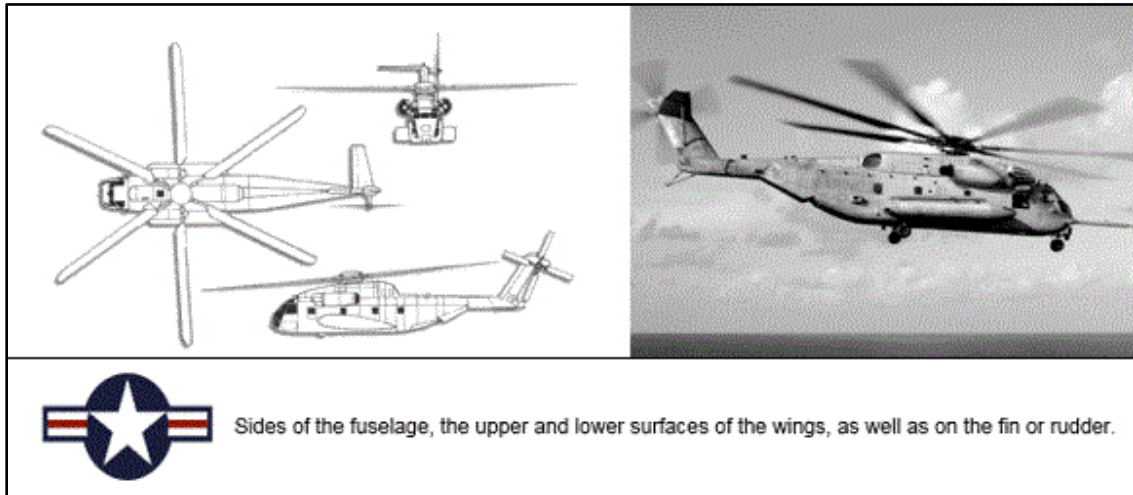 Sides of the fuselage, the upper and lower surfaces of the wings, as well as on the fin or rudder.